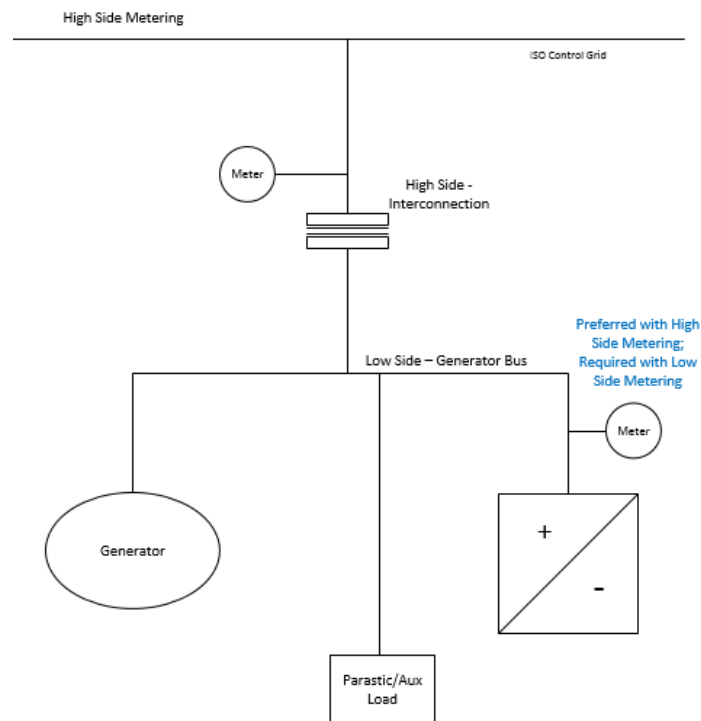 High Side Metering
ISO Control Grid
Meter
High Side -
Interconnection
Preferred with High
Side Metering;
Required with Low
Side Metering
Low Side – Generator Bus
Meter
Generator
+
-
Parastic/Aux
Load